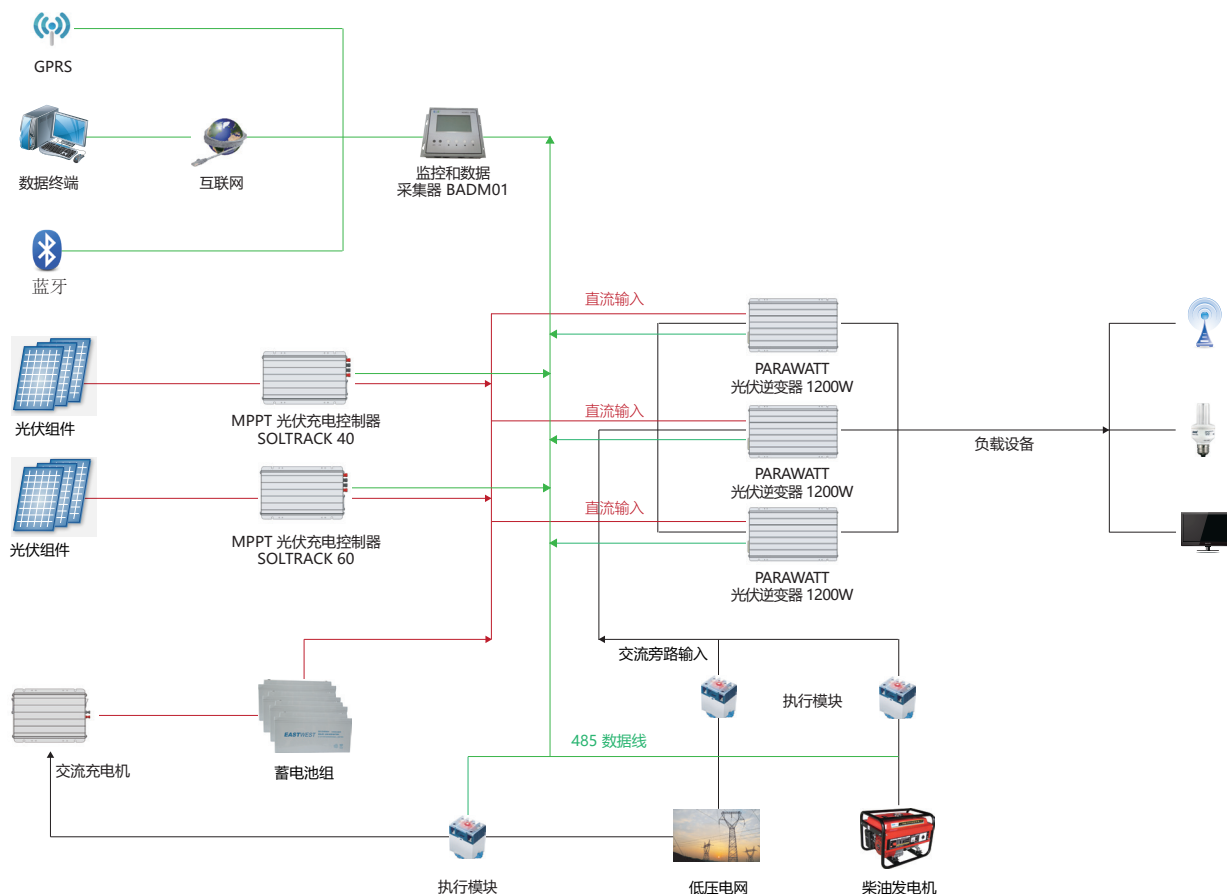 GPRS
数据终端
互联网
监控和数据
采集器 BADM01
蓝牙
直流输入
光伏组件
MPPT 光伏充电控制器
SOLTRACK 40
PARAWATT
光伏逆变器 1200W
直流输入
负载设备
光伏组件
MPPT 光伏充电控制器
SOLTRACK 60
PARAWATT
光伏逆变器 1200W
直流输入
PARAWATT
光伏逆变器 1200W
交流旁路输入
执行模块
EASTWEST
485 数据线
交流充电机
蓄电池组
执行模块
低压电网
柴油发电机